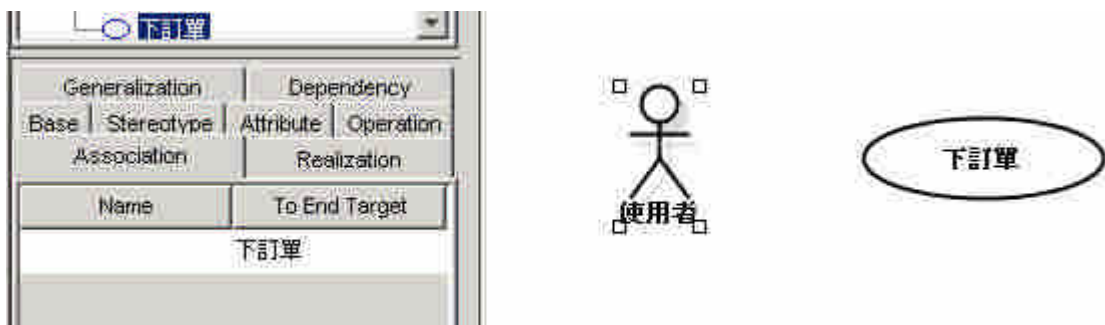 下訂單
Generalization Dependency
Base Stereotype Attribute Operation
Association Realization
Name To End Target
下訂單
使用者
下訂單